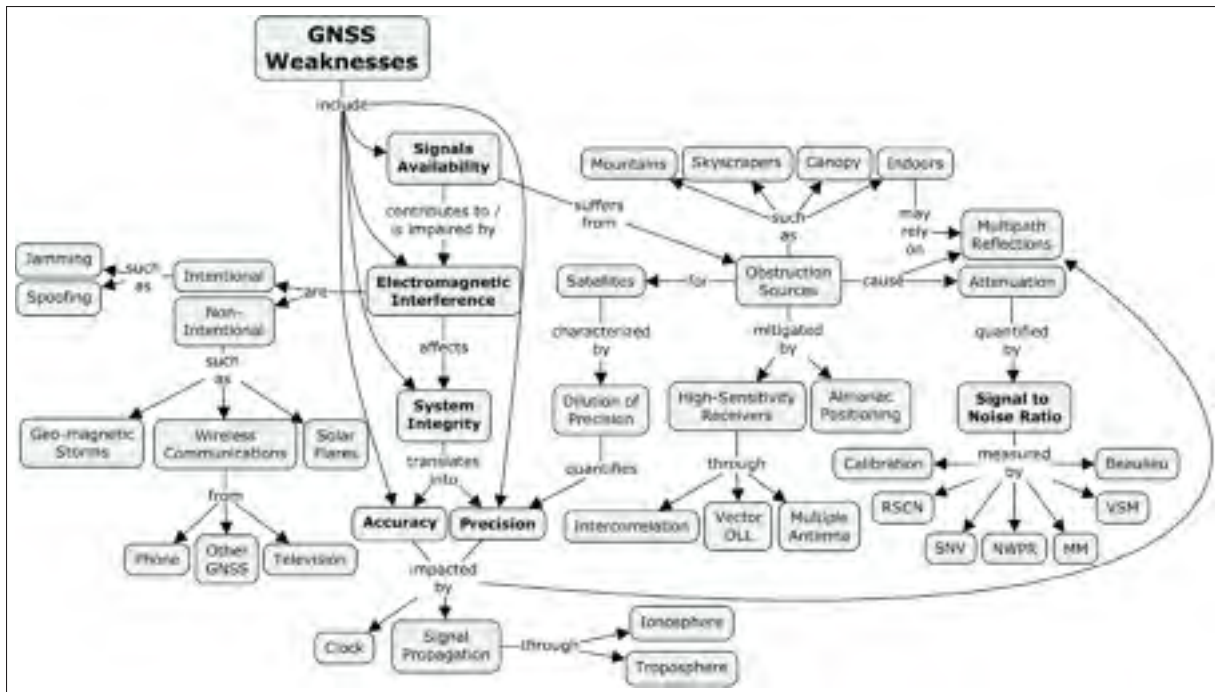 GNSS
Weaknesses
include
Signals
Availability
contributes to /
is impaired by
suffers
from
Mountains
Skyscrapers
Canopy
Indoors
such
as
may
rely
on
Multipath
Reflections
Jamming
Spoofing
such
as
Intentional
Non-
Intentional
are
Electromagnetic
Interference
Satellites
for
Obstruction
Sources
cause
Attenuation
such
as
affects
characterized
by
mitigated
by
quantified
by
Geo-magnetic
Storms
Wireless
Communications
Solar
Flares
System
Integrity
Dilution of
Precision
High-Sensitivity
Receivers
Almanac
Positioning
Signal to
Noise Ratio
from
translates
into
quantifies
through
measured
by
Calibration
Beaulieu
RSCN
VSM
SNV
NWPR
MM
Phone
Other
GNSS
Television
Accuracy
Precision
Intercorrelation
Vector
DLL
Multiple
Antenna
impacted
by
Clock
Signal
Propagation
through
Ionosphere
Troposphere